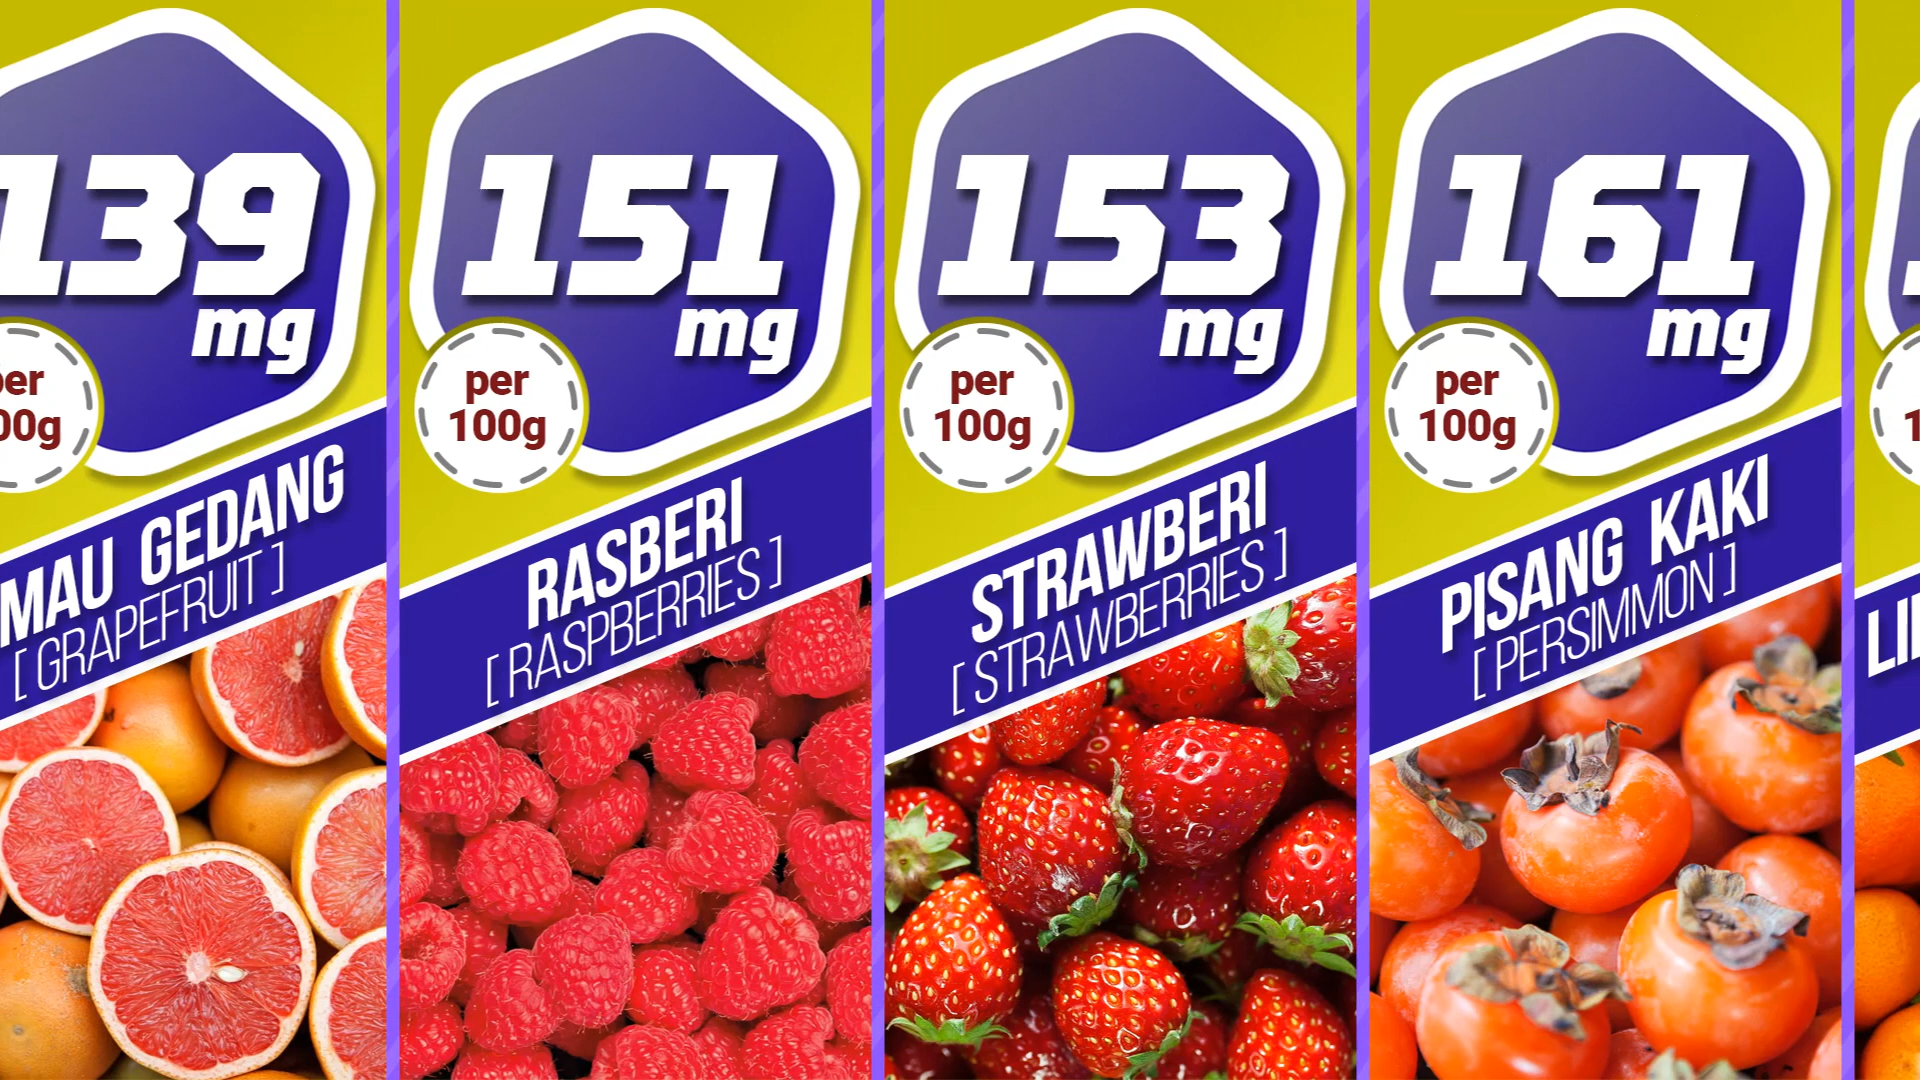 139
mg
per
100g
MAU GEDANG
[ GRAPEFRUIT ]
151
mg
per
100g
RASBERI
[ RASPBERRIES ]
153
mg
per
100g
STRAWBERI
[ STRAWBERRIES ]
161
mg
per
100g
PISANG KAKI
[ PERSIMMON ]